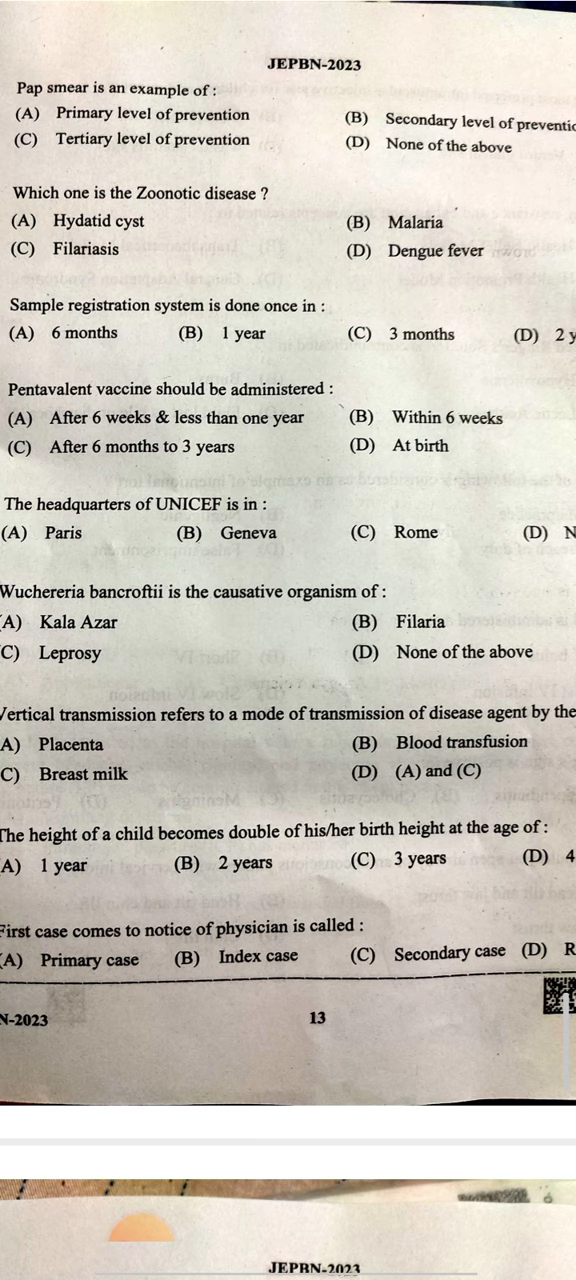 JEPBN-2023
Pap smear is an example of :
(A) Primary level of prevention (B) Secondary level of preventic
(C) Tertiary level of prevention (D) None of the above
Which one is the Zoonotic disease ?
(A) Hydatid cyst (B) Malaria
(C) Filariasis (D) Dengue fever
Sample registration system is done once in :
(A) 6 months (B) 1 year (C) 3 months (D) 2 y
Pentavalent vaccine should be administered :
(A) After 6 weeks & less than one year (B) Within 6 weeks
(C) After 6 months to 3 years (D) At birth
The headquarters of UNICEF is in :
(A) Paris (B) Geneva (C) Rome (D) N
Wuchereria bancroftii is the causative organism of :
A) Kala Azar (B) Filaria
C) Leprosy (D) None of the above
Vertical transmission refers to a mode of transmission of disease agent by the
A) Placenta (B) Blood transfusion
C) Breast milk (D) (A) and (C)
The height of a child becomes double of his/her birth height at the age of :
A) 1 year (B) 2 years (C) 3 years (D) 4
First case comes to notice of physician is called :
(A) Primary case (B) Index case (C) Secondary case (D) R
N-2023 13
JEPBN-2023